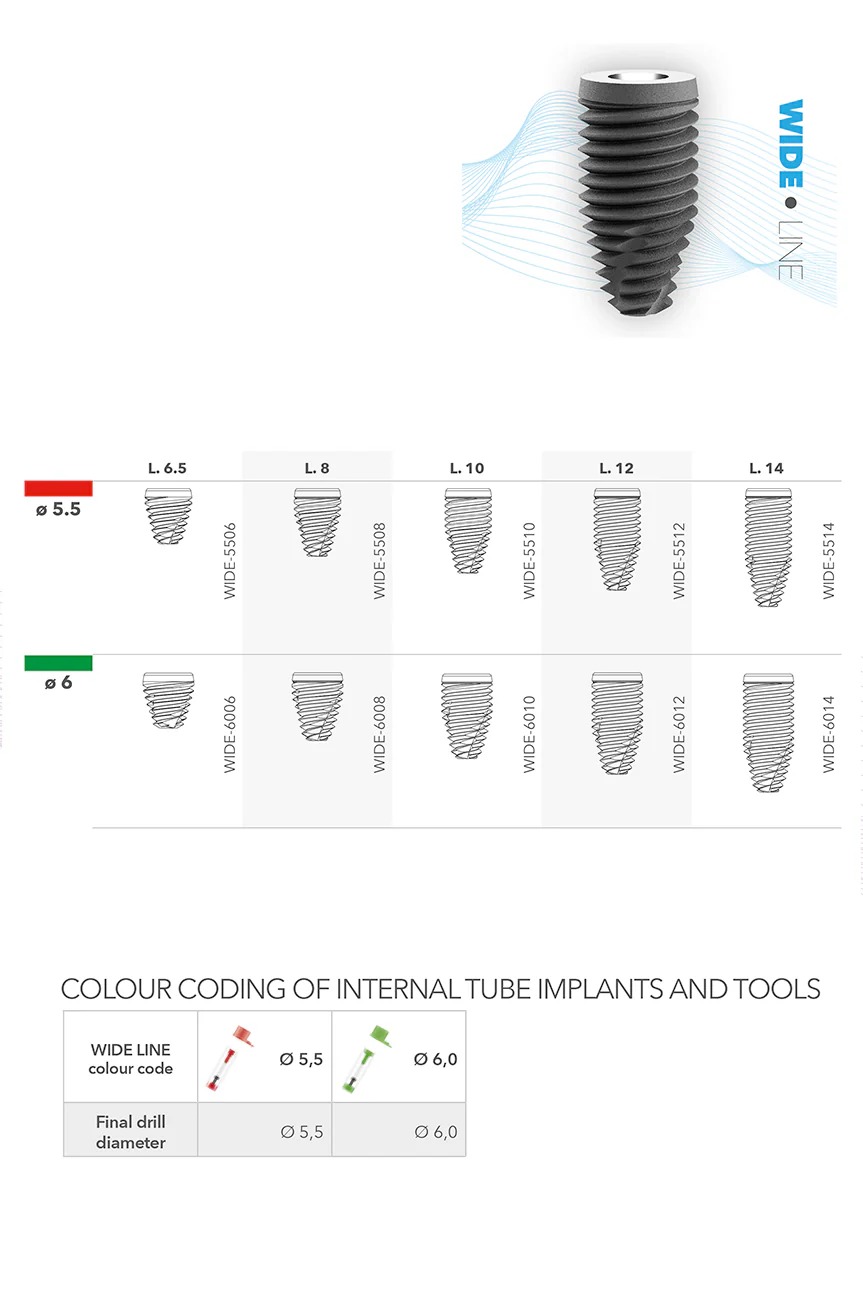 WIDE • LINE
L. 6.5 L. 8 L. 10 L. 12 L. 14
ø 5.5
WIDE-5506
WIDE-5508
WIDE-5510
WIDE-5512
WIDE-5514
ø 6
WIDE-6006
WIDE-6008
WIDE-6010
WIDE-6012
WIDE-6014
COLOUR CODING OF INTERNAL TUBE IMPLANTS AND TOOLS
WIDE LINE
colour code
Ø 5,5
Ø 6,0
Final drill
diameter
Ø 5,5
Ø 6,0